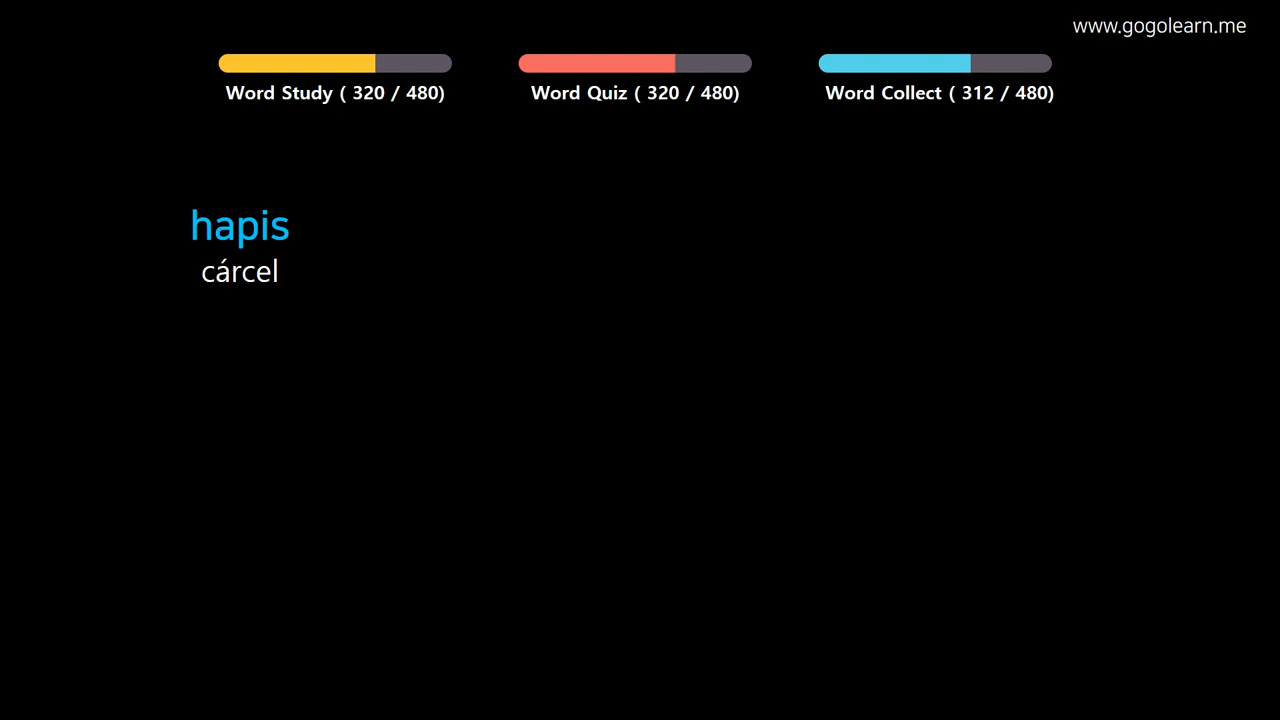 www.gogolearn.me
Word Study ( 320 / 480)
Word Quiz ( 320 / 480)
Word Collect ( 312 / 480)
hapis
cárcel